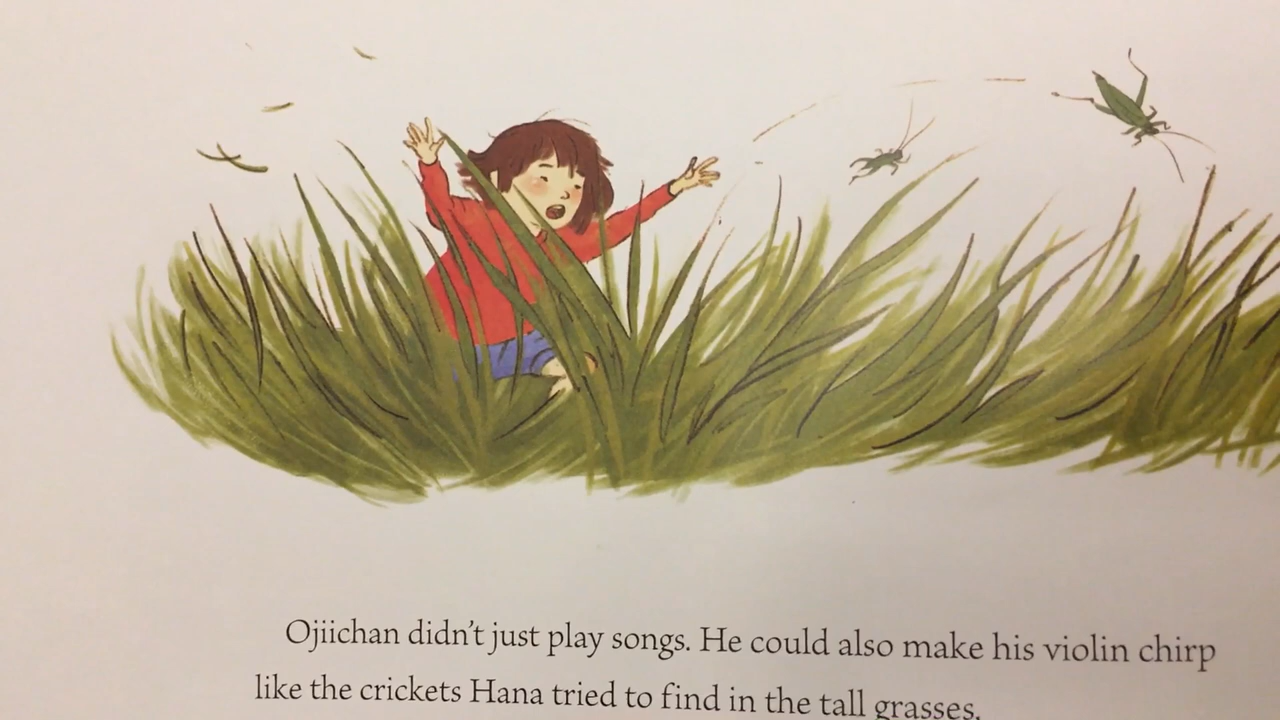 Ojiichan didn't just play songs. He could also make his violin chirp
like the crickets Hana tried to find in the tall grasses.